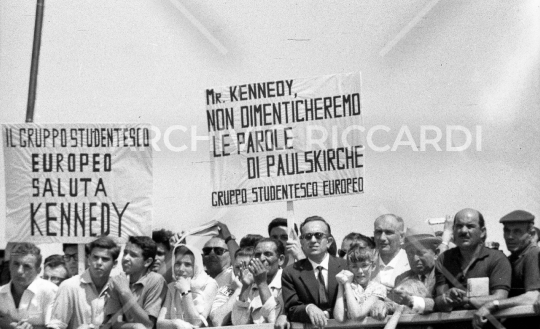 IL GRUPPO STUDENTESCO
EUROPEO
SALUTA
KENNEDY
MR. KENNEDY,
NON DIMENTICHEREMO
LE PAROLE
DI PAULSKIRCHE
GRUPPO STUDENTESCO EUROPEO
ARCHIVIO RICCARDI